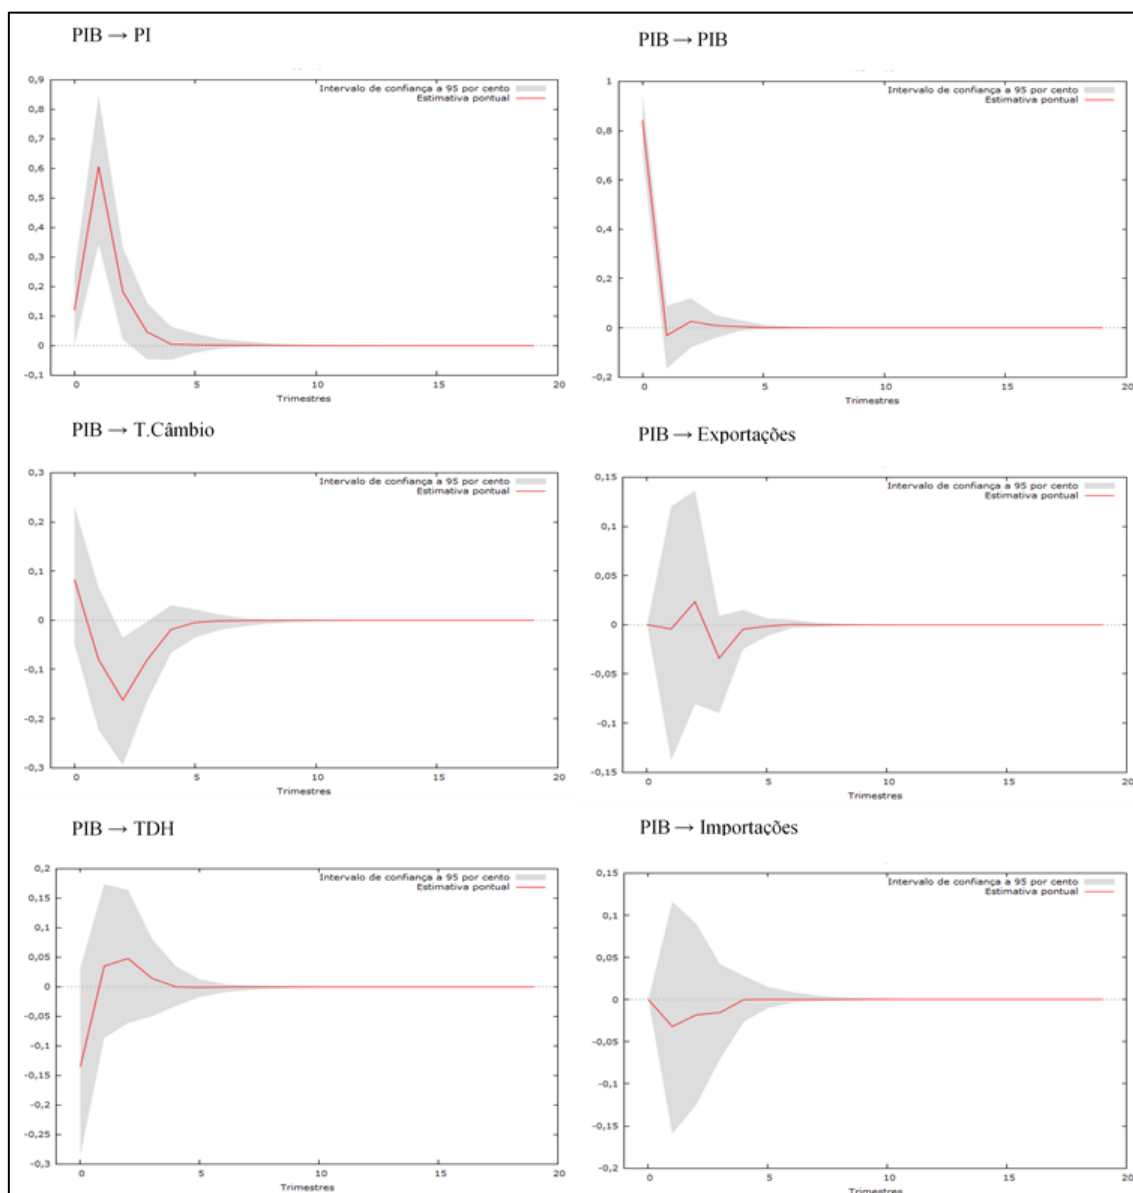 PIB → PI
Intervalo de confiança a 95 por cento
Estimativa pontual
0,9
0,8
0,7
0,6
0,5
0,4
0,3
0,2
0,1
0
-0,1
0 5 10 15 20
Trimestres
PIB → PIB
Intervalo de confiança a 95 por cento
Estimativa pontual
1
0,8
0,6
0,4
0,2
0
-0,2
0 5 10 15 20
Trimestres
PIB → T.Câmbio
Intervalo de confiança a 95 por cento
Estimativa pontual
0,3
0,2
0,1
0
-0,1
-0,2
-0,3
0 5 10 15 20
Trimestres
PIB → Exportações
Intervalo de confiança a 95 por cento
Estimativa pontual
0,15
0,1
0,05
0
-0,05
-0,1
-0,15
0 5 10 15 20
Trimestres
PIB → TDH
Intervalo de confiança a 95 por cento
Estimativa pontual
0,2
0,15
0,1
0,05
0
-0,05
-0,1
-0,15
-0,2
-0,25
-0,3
0 5 10 15 20
Trimestres
PIB → Importações
Intervalo de confiança a 95 por cento
Estimativa pontual
0,15
0,1
0,05
0
-0,05
-0,1
-0,15
-0,2
0 5 10 15 20
Trimestres